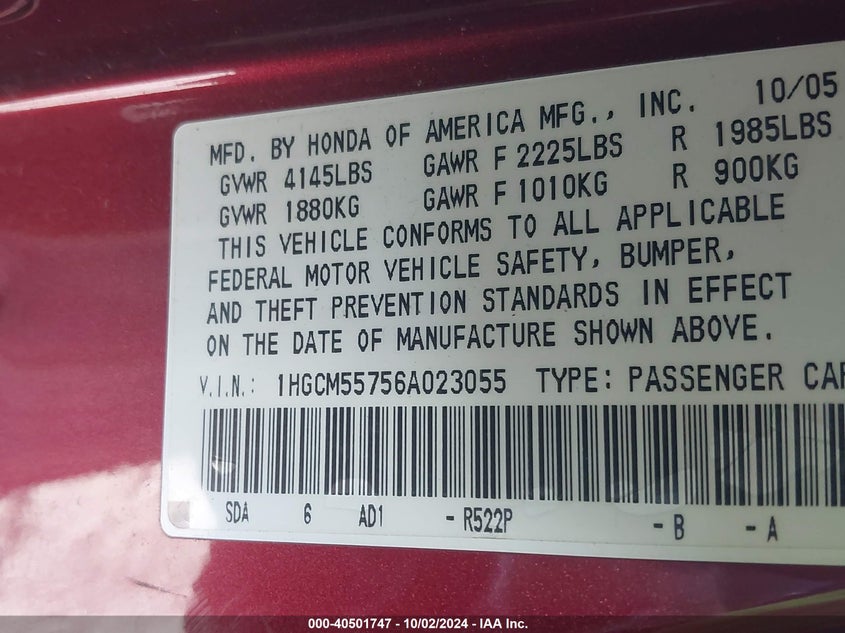 MFD. BY HONDA OF AMERICA MFG., INC. 10/05
GVWR 4145LBS GAWR F 2225LBS R 1985LBS
GVWR 1880KG GAWR F 1010KG R 900KG
THIS VEHICLE CONFORMS TO ALL APPLICABLE
FEDERAL MOTOR VEHICLE SAFETY, BUMPER,
AND THEFT PREVENTION STANDARDS IN EFFECT
ON THE DATE OF MANUFACTURE SHOWN ABOVE.
V.I.N.: 1HGCM55756A023055 TYPE: PASSENGER CAR
SDA 6 AD1 - R522P - B - A
000-40501747 - 10/02/2024 - IAA Inc.